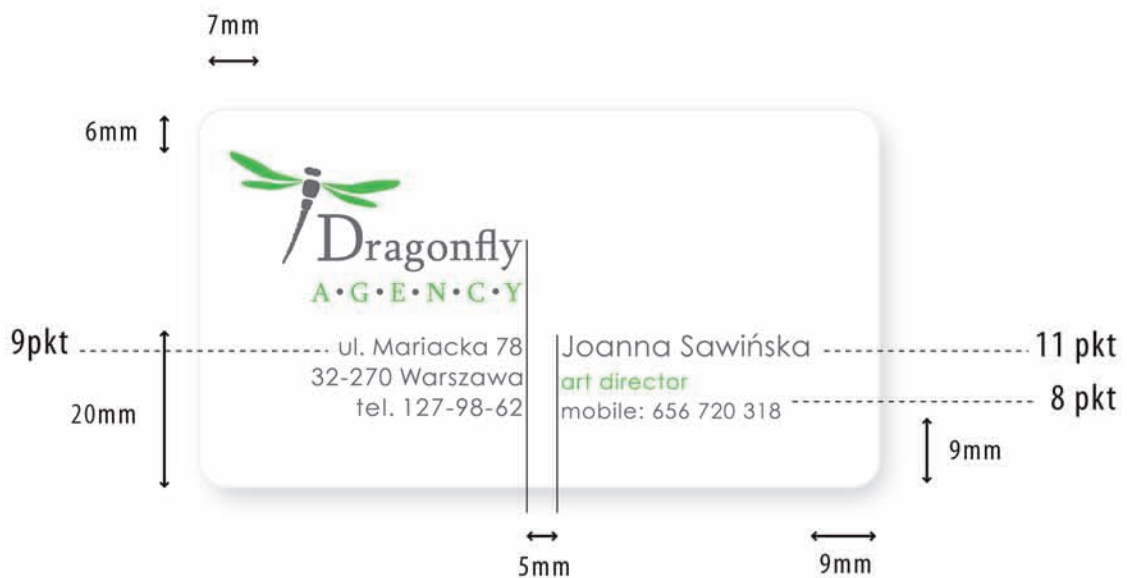 7mm
6mm
Dragonfly
A•G•E•N•C•Y
9pkt
ul. Mariacka 78
32-270 Warszawa
tel. 127-98-62
Joanna Sawińska
art director
mobile: 656 720 318
11 pkt
8 pkt
20mm
9mm
5mm
9mm